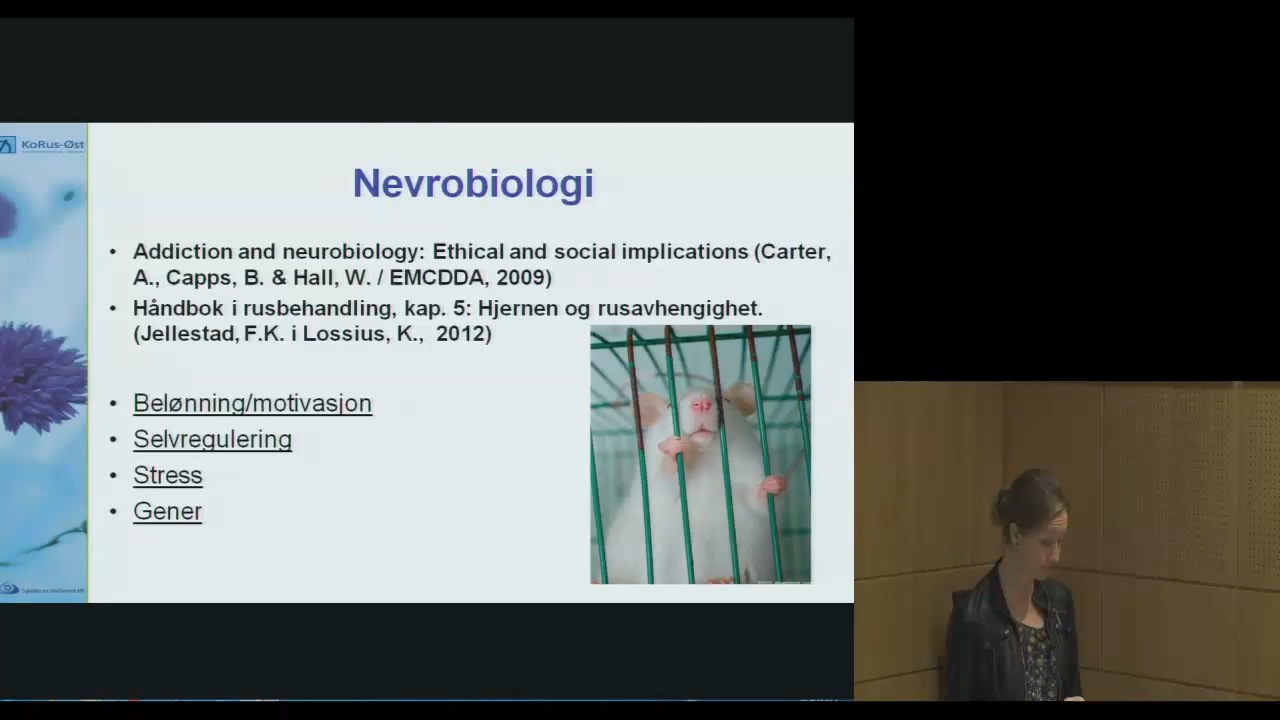 KoRus-Øst
Nevrobiologi
• Addiction and neurobiology: Ethical and social implications (Carter,
A., Capps, B. & Hall, W. / EMCDDA, 2009)
• Håndbok i rusbehandling, kap. 5: Hjernen og rusavhengighet.
(Jellestad, F.K. i Lossius, K., 2012)
• Belønning/motivasjon
• Selvregulering
• Stress
• Gener